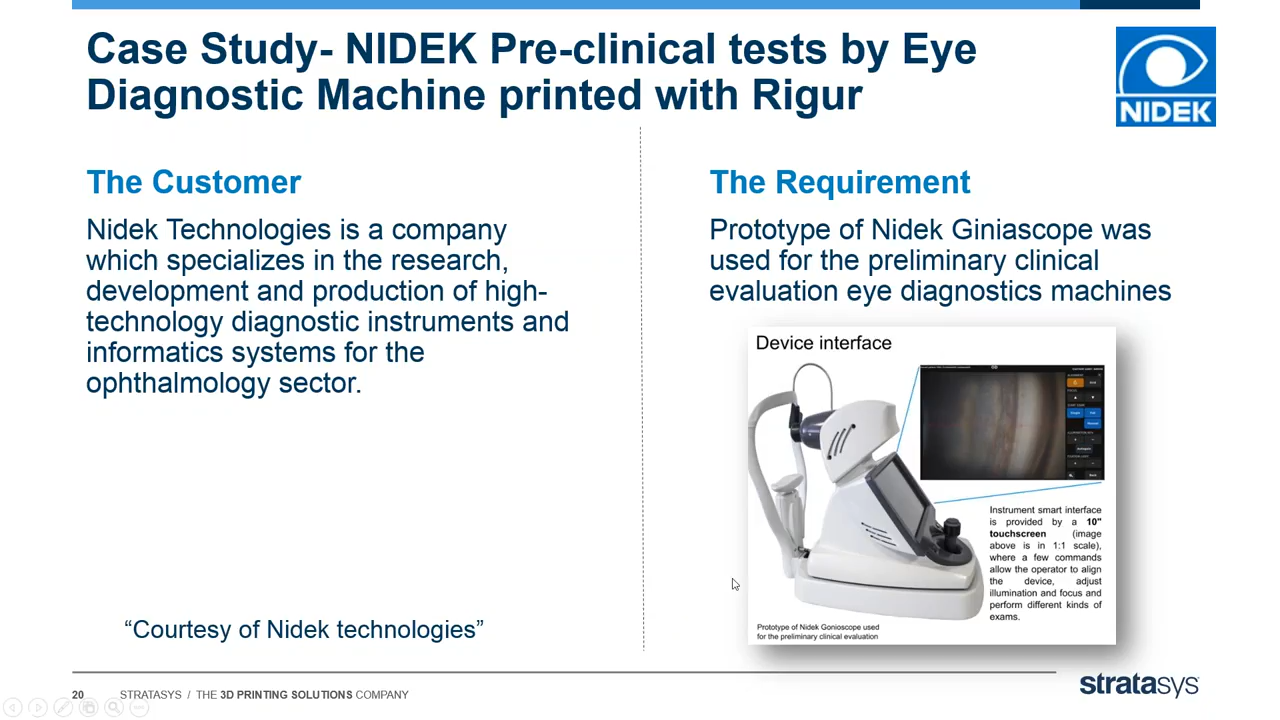 Case Study- NIDEK Pre-clinical tests by Eye
Diagnostic Machine printed with Rigur
NIDEK
The Customer
Nidek Technologies is a company
which specializes in the research,
development and production of high-
technology diagnostic instruments and
informatics systems for the
ophthalmology sector.
“Courtesy of Nidek technologies”
The Requirement
Prototype of Nidek Giniascope was
used for the preliminary clinical
evaluation eye diagnostics machines
Device interface
Instrument smart interface
is provided by a 10"
touchscreen (image
above is in 1:1 scale),
where a few commands
allow the operator to align
the device, adjust
illumination and focus and
perform different kinds of
exams.
Prototype of Nidek Gonioscope used
for the preliminary clinical evaluation
20 STRATASYS / THE 3D PRINTING SOLUTIONS COMPANY
stratasys